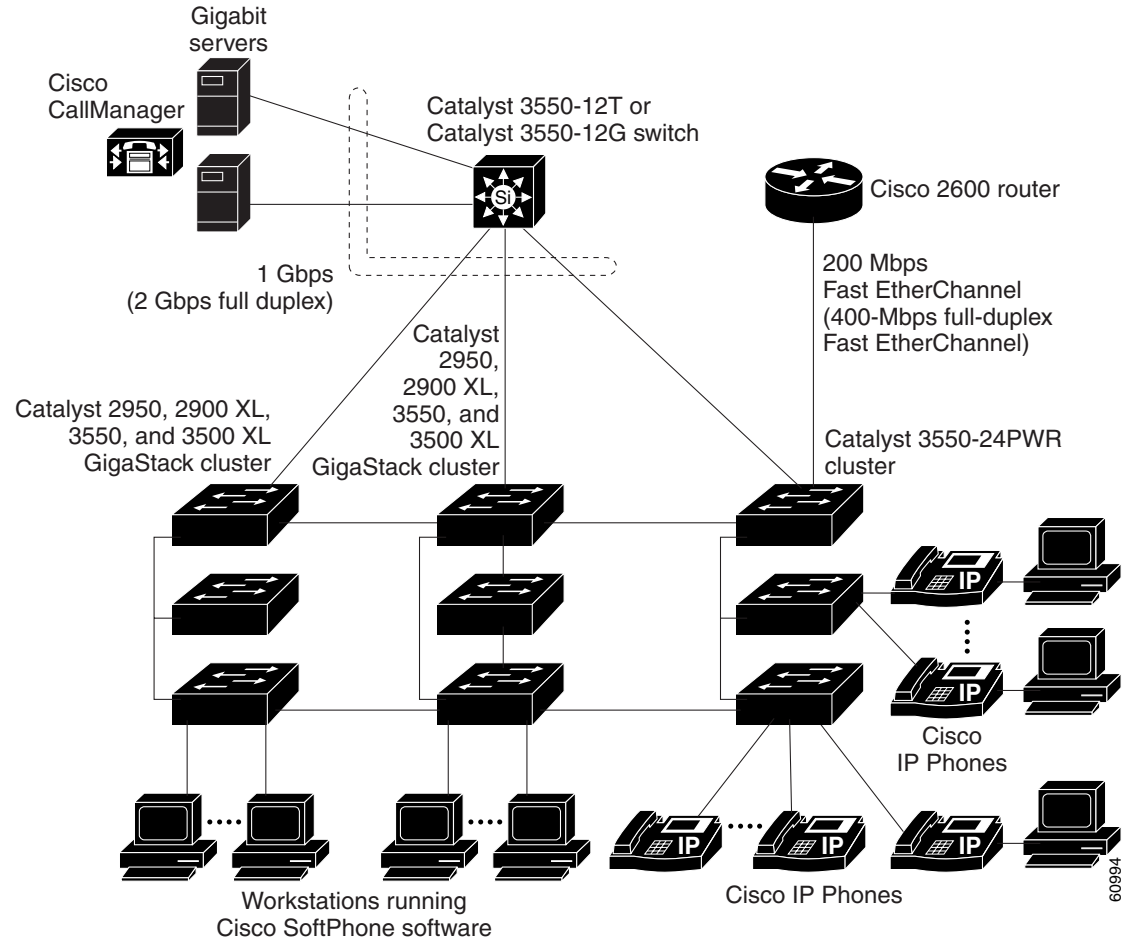 Gigabit
servers
Cisco
CallManager
Catalyst 3550-12T or
Catalyst 3550-12G switch
Si
Cisco 2600 router
1 Gbps
(2 Gbps full duplex)
200 Mbps
Fast EtherChannel
(400-Mbps full-duplex
Fast EtherChannel)
Catalyst 2950, 2900 XL,
3550, and 3500 XL
GigaStack cluster
Catalyst
2950,
2900 XL,
3550, and
3500 XL
GigaStack cluster
Catalyst 3550-24PWR
cluster
IP
IP
Cisco
IP Phones
IP
IP
IP
Workstations running
Cisco SoftPhone software
Cisco IP Phones
60994